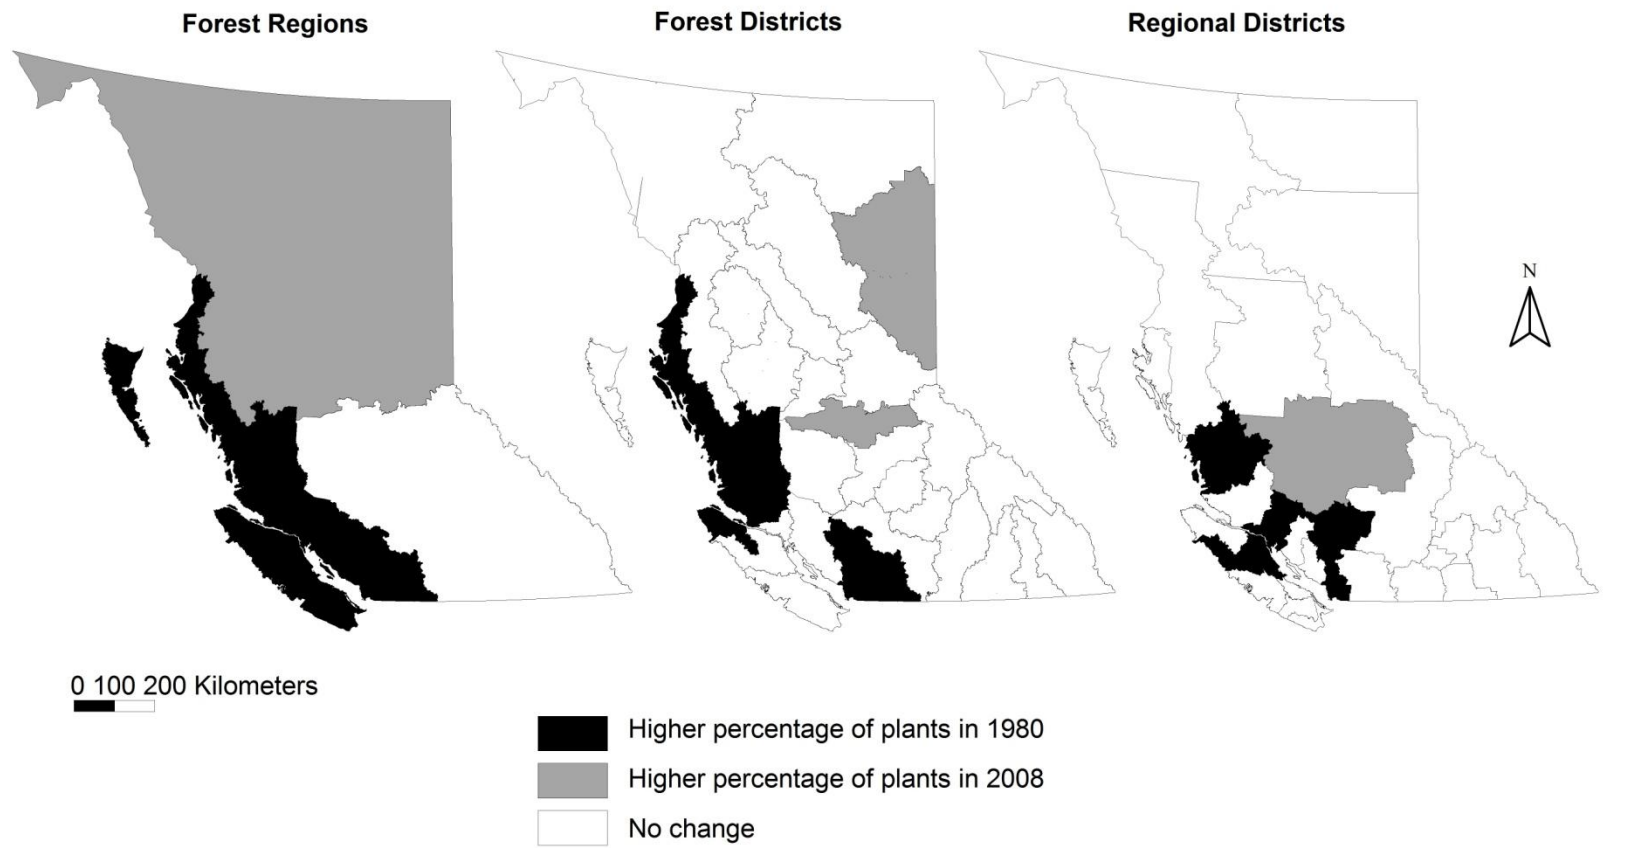 Forest Regions
Forest Districts
Regional Districts
N
0 100 200 Kilometers
Higher percentage of plants in 1980
Higher percentage of plants in 2008
No change